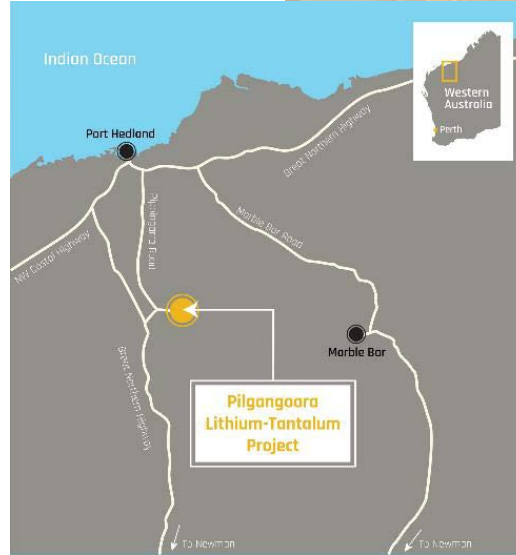 Indian Ocean
Western
Australia
Perth
Port Hedland
Great Northern Highway
Marble Bar Road
NW Coastal Highway
Great Northern Highway
Marble Bar
Pilgangoora
Lithium-Tantalum
Project
To Newman
To Newman